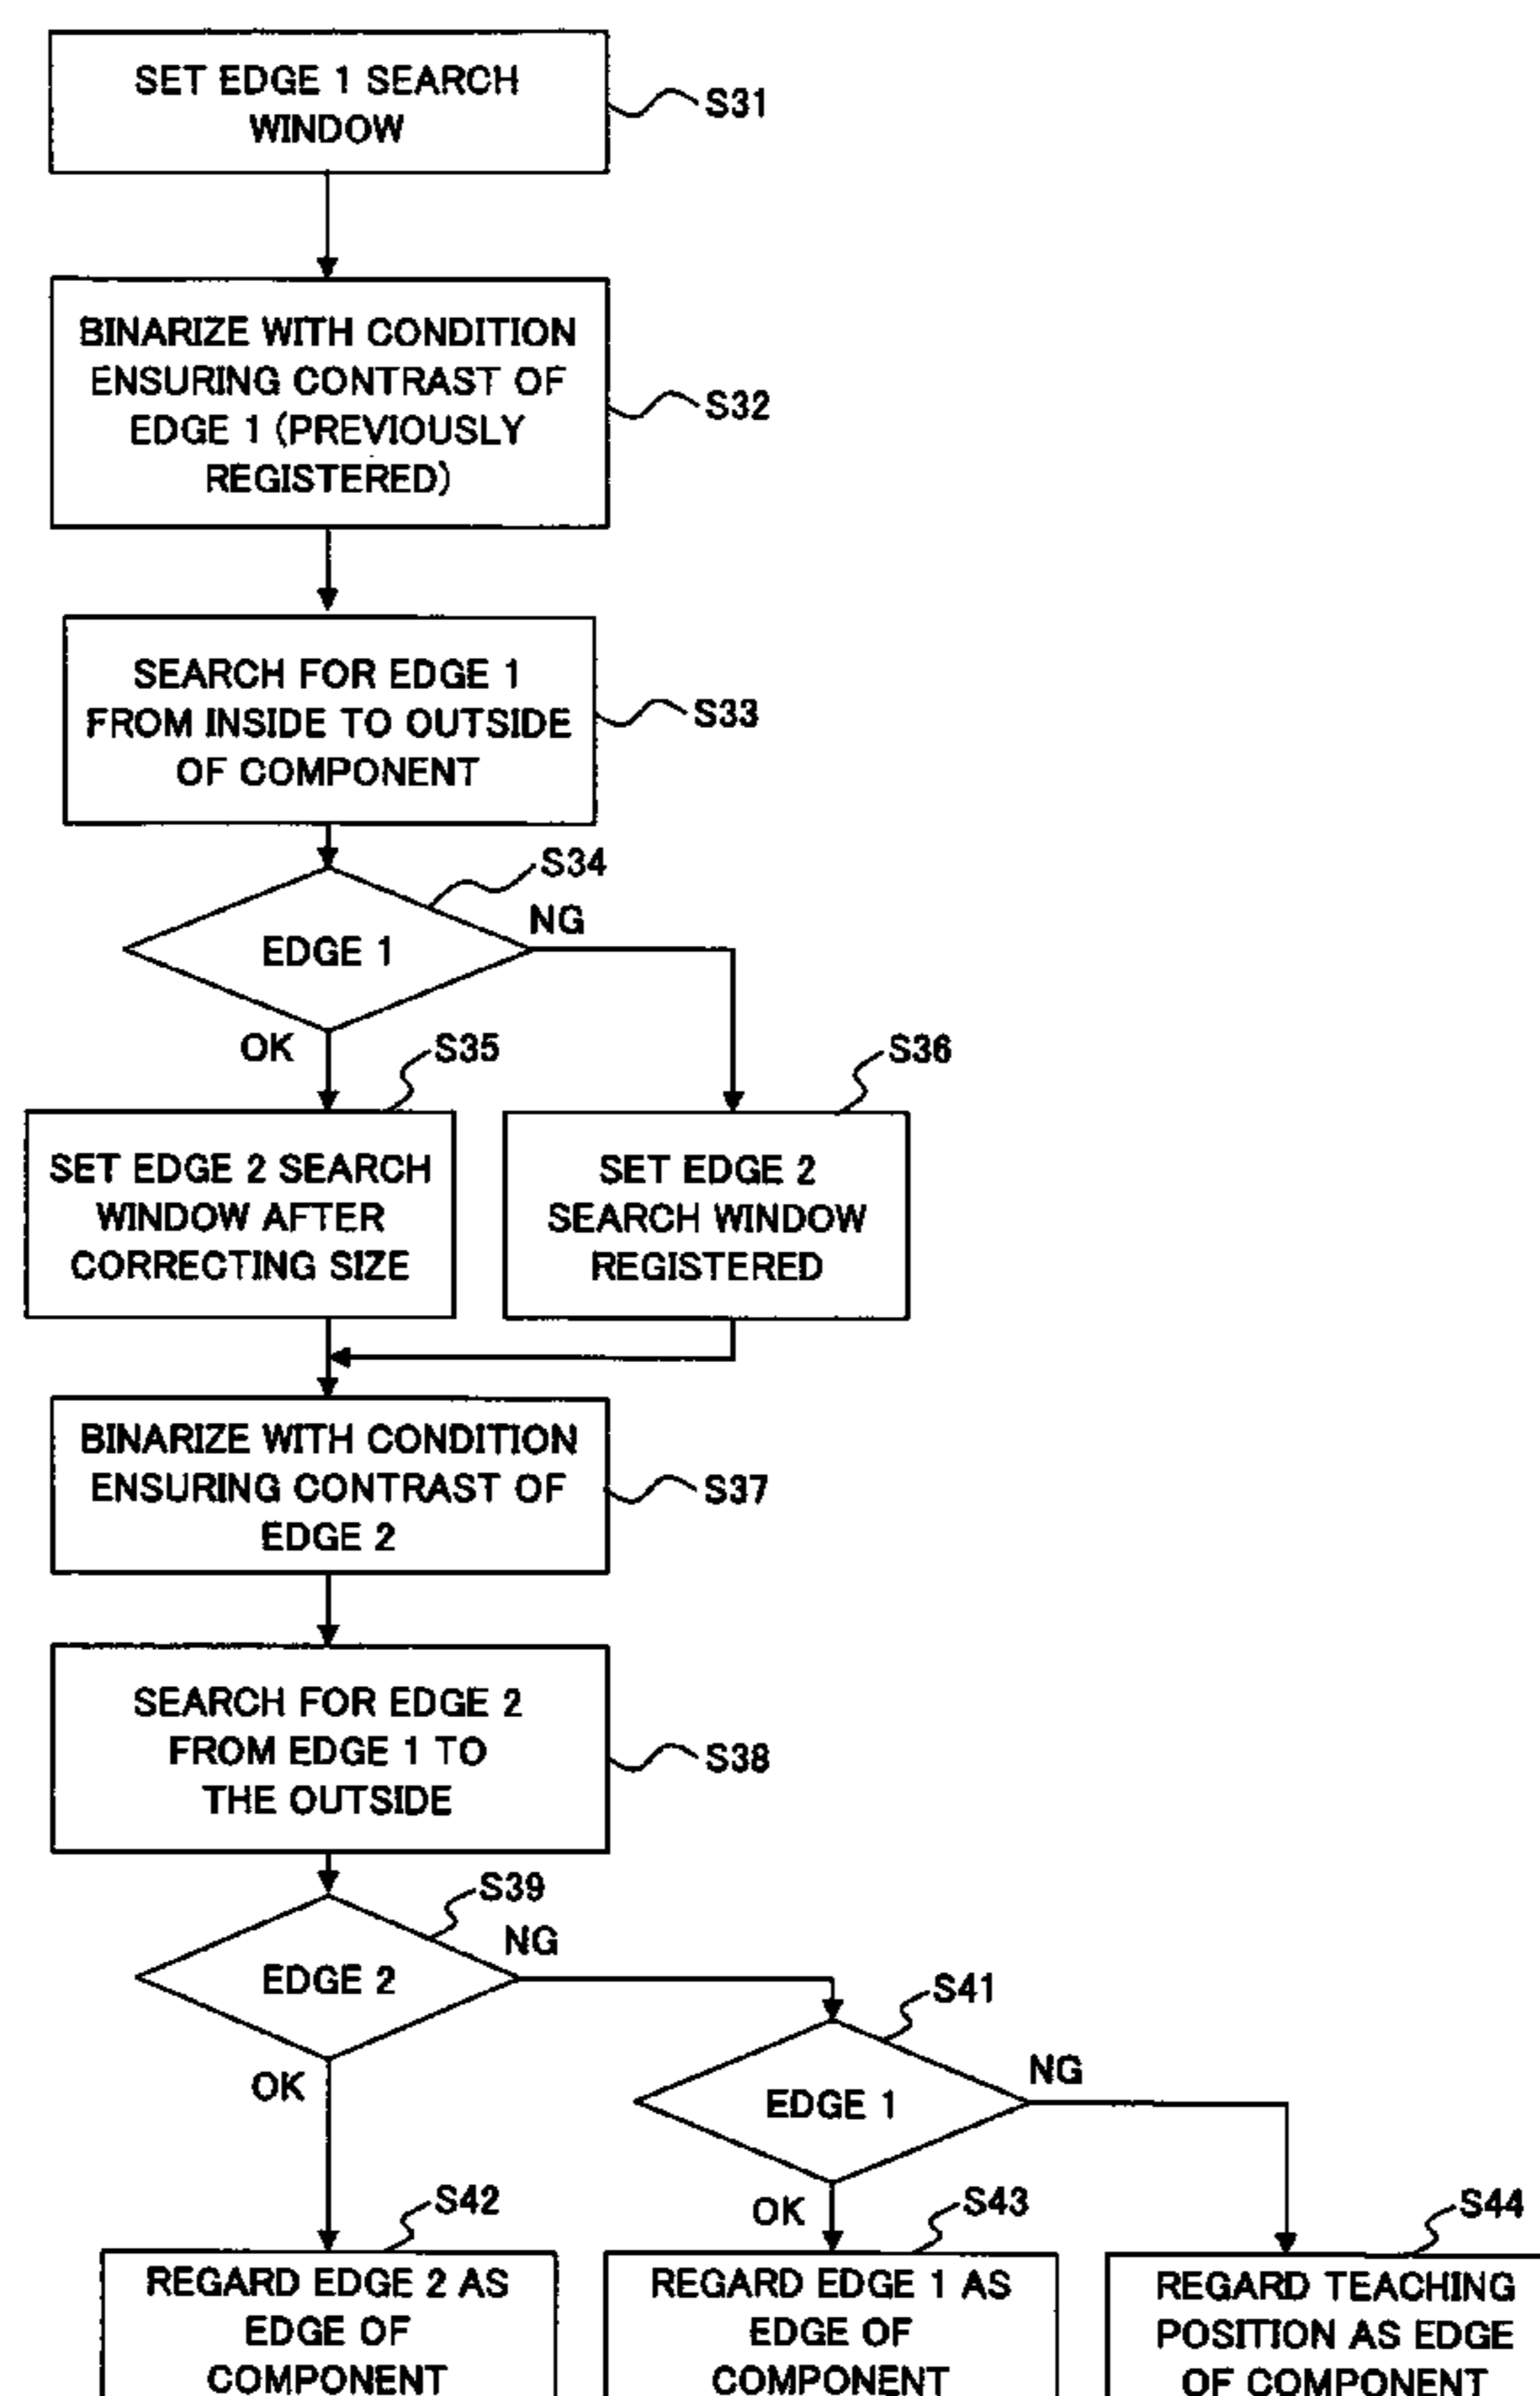 SET EDGE 1 SEARCH
WINDOW
S31
BINARIZE WITH CONDITION
ENSURING CONTRAST OF
EDGE 1 (PREVIOUSLY
REGISTERED)
S32
SEARCH FOR EDGE 1
FROM INSIDE TO OUTSIDE
OF COMPONENT
S33
S34
EDGE 1
NG
OK
S35
SET EDGE 2 SEARCH
WINDOW AFTER
CORRECTING SIZE
S36
SET EDGE 2
SEARCH WINDOW
REGISTERED
BINARIZE WITH CONDITION
ENSURING CONTRAST OF
EDGE 2
S37
SEARCH FOR EDGE 2
FROM EDGE 1 TO
THE OUTSIDE
S38
S39
EDGE 2
NG
OK
S41
EDGE 1
NG
OK
S42
REGARD EDGE 2 AS
EDGE OF
COMPONENT
S43
REGARD EDGE 1 AS
EDGE OF
COMPONENT
S44
REGARD TEACHING
POSITION AS EDGE
OF COMPONENT